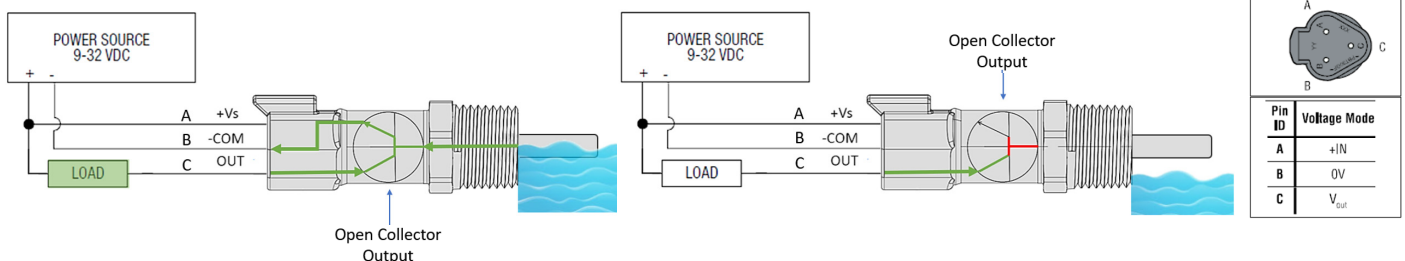 POWER SOURCE
9-32 VDC
+ -
A +Vs
B -COM
C OUT
LOAD
Open Collector
Output
POWER SOURCE
9-32 VDC
+ -
Open Collector
Output
A +Vs
B -COM
C OUT
LOAD
A
A
C
C
B
B
Pin
ID
Voltage Mode
A +IN
B 0V
C Vout